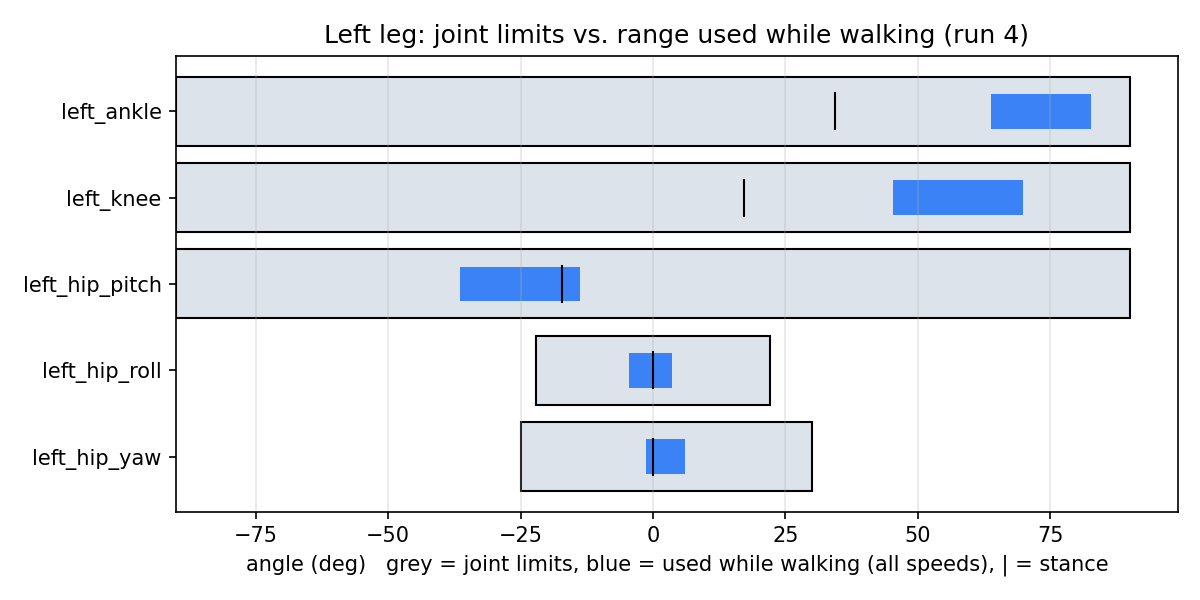 Left leg: joint limits vs. range used while walking (run 4)
left_ankle
left_knee
left_hip_pitch
left_hip_roll
left_hip_yaw
−75 −50 −25 0 25 50 75
angle (deg)   grey = joint limits, blue = used while walking (all speeds), | = stance